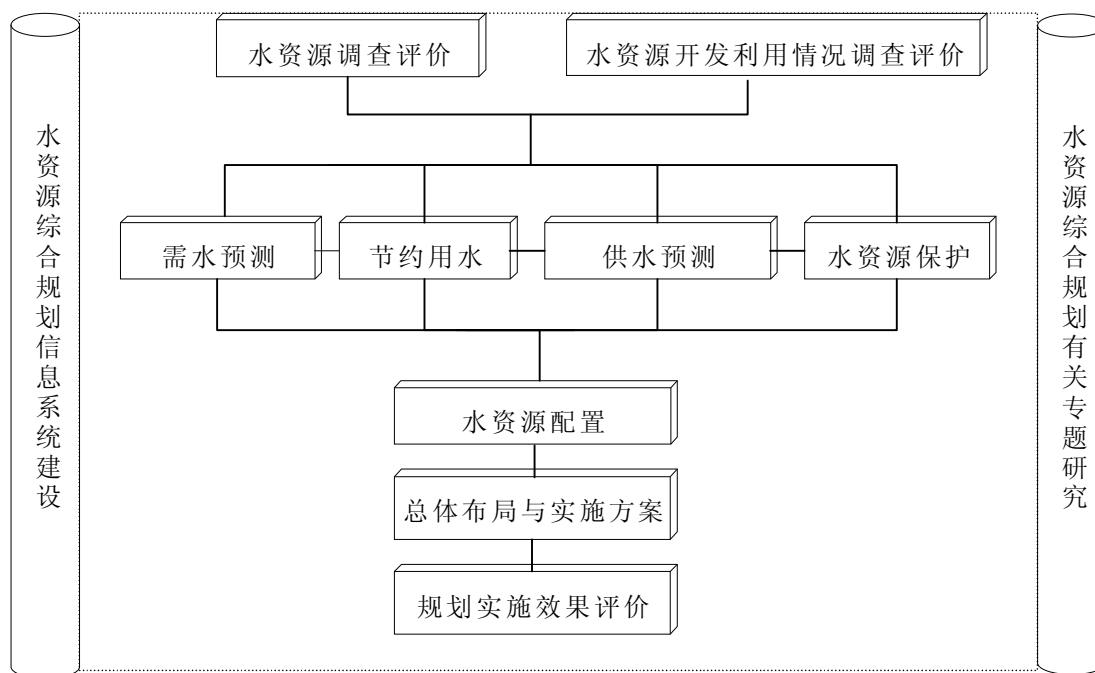 水资源调查评价
水资源开发利用情况调查评价
水资源综合规划信息系统建设
水资源综合规划有关专题研究
需水预测
节约用水
供水预测
水资源保护
水资源配置
总体布局与实施方案
规划实施效果评价